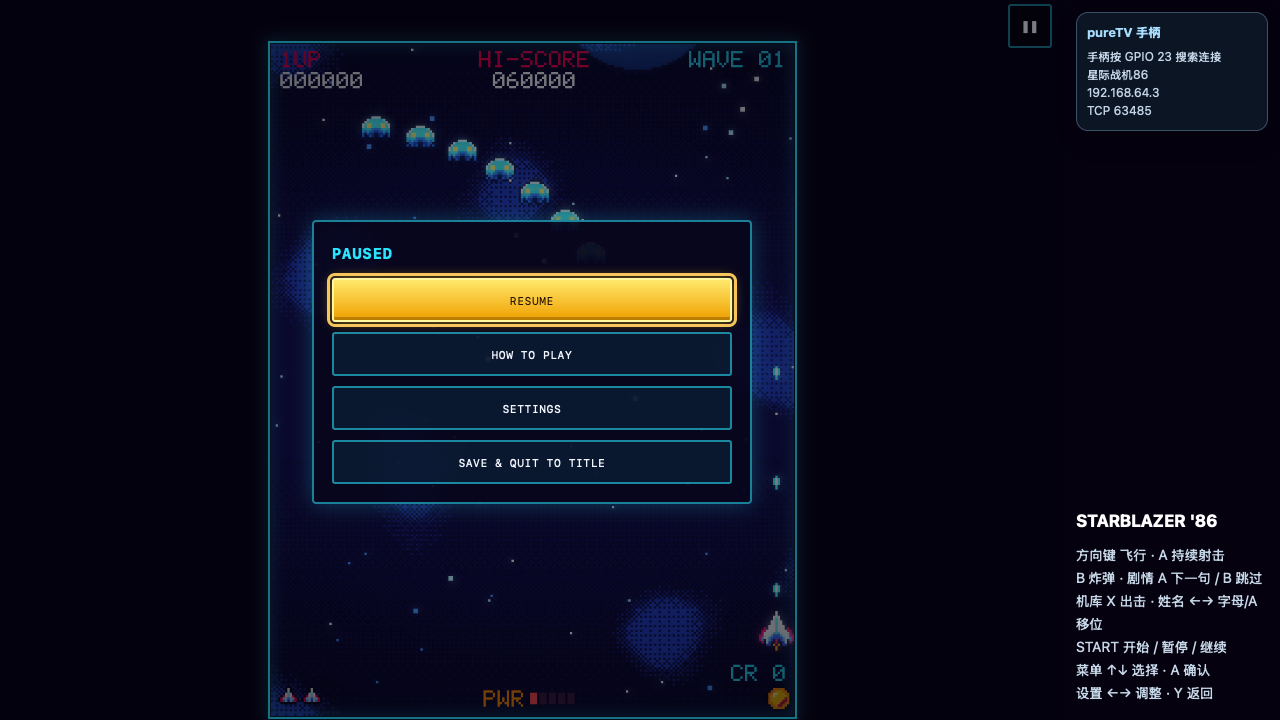 1UP
HI-SCORE
WAVE 01
000000
060000
PAUSED
RESUME
HOW TO PLAY
SETTINGS
SAVE & QUIT TO TITLE
CR 0
PWR
pureTV 手柄
手柄按 GPIO 23 搜索连接
星际战机86
192.168.64.3
TCP 63485
STARBLAZER '86
方向键 飞行 · A 持续射击
B 炸弹 · 剧情 A 下一句 / B 跳过
机库 X 出击 · 姓名 ←→ 字母/A
移位
START 开始 / 暂停 / 继续
菜单 ↑↓ 选择 · A 确认
设置 ←→ 调整 · Y 返回